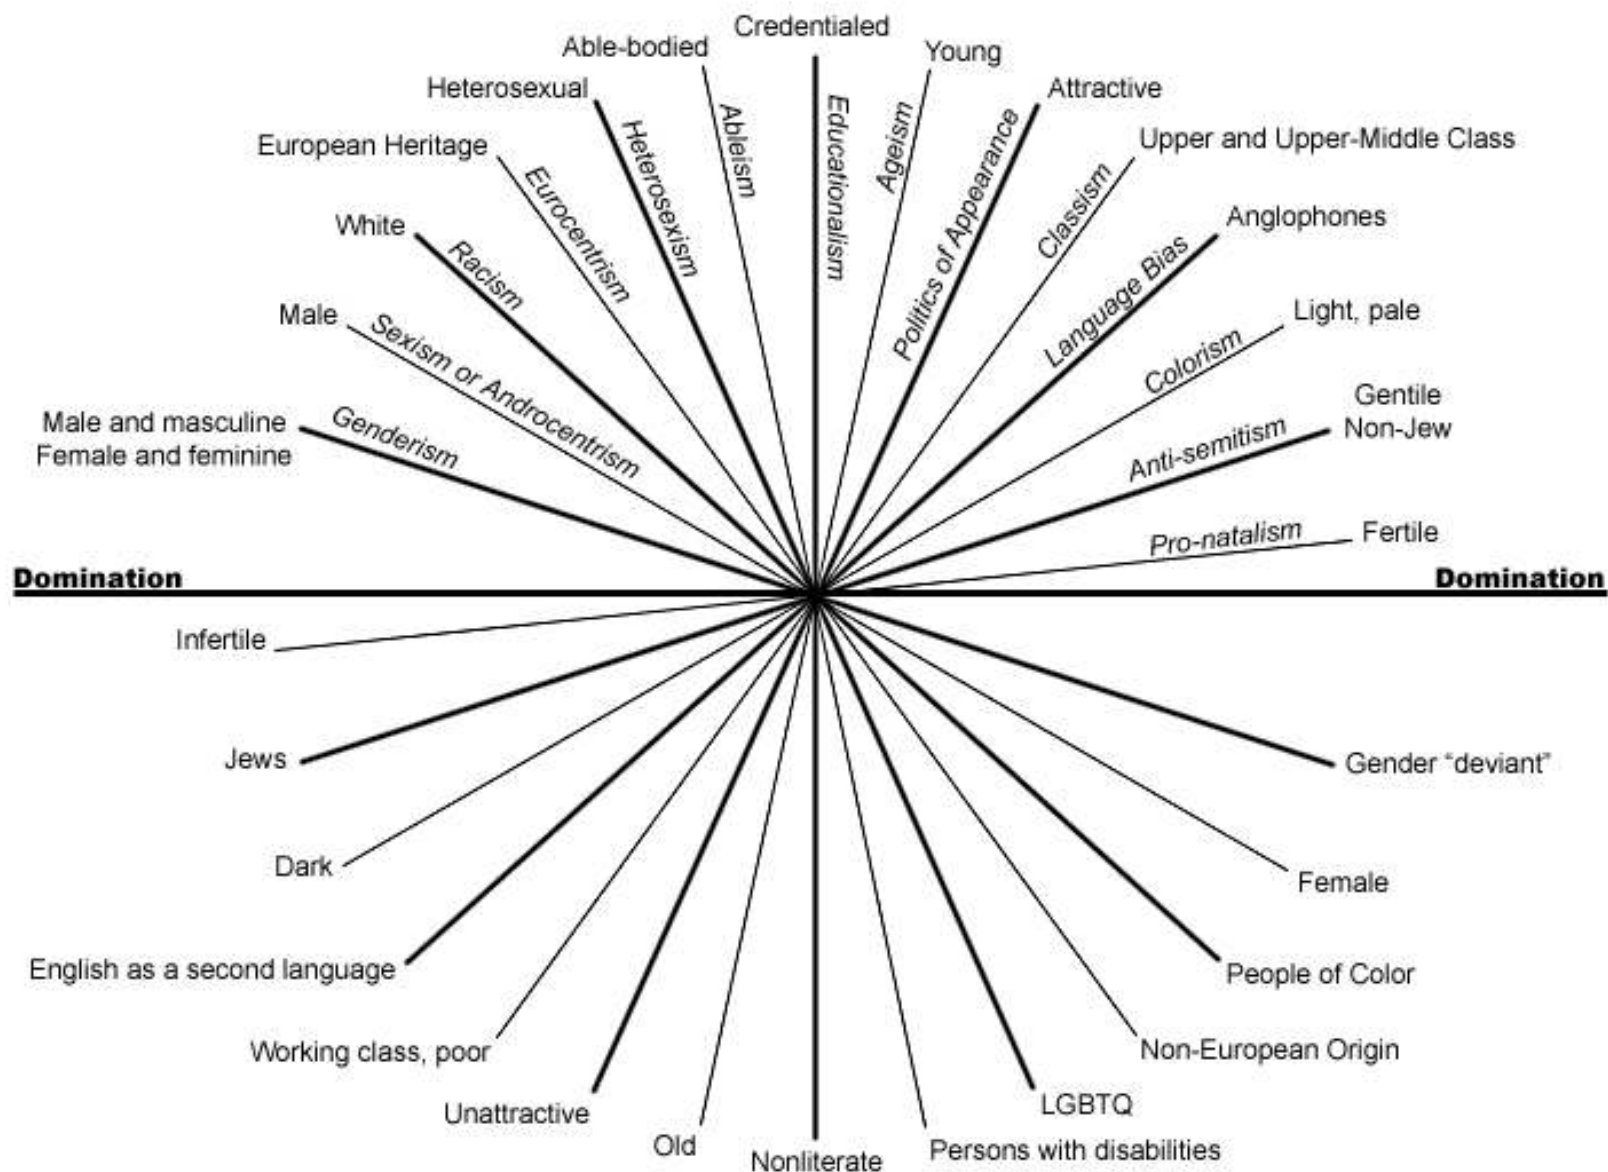 Credentialed
Able-bodied
Young
Heterosexual
Attractive
European Heritage
Upper and Upper-Middle Class
White
Anglophones
Male
Light, pale
Male and masculine
Female and feminine
Gentile
Non-Jew
Fertile
Genderism
Sexism or Androcentrism
Racism
Eurocentrism
Heterosexism
Ableism
Educationalism
Ageism
Politics of Appearance
Classism
Language Bias
Colorism
Anti-semitism
Pro-natalism
Domination
Domination
Infertile
Jews
Gender “deviant”
Dark
Female
English as a second language
People of Color
Working class, poor
Non-European Origin
Unattractive
LGBTQ
Old
Nonliterate
Persons with disabilities